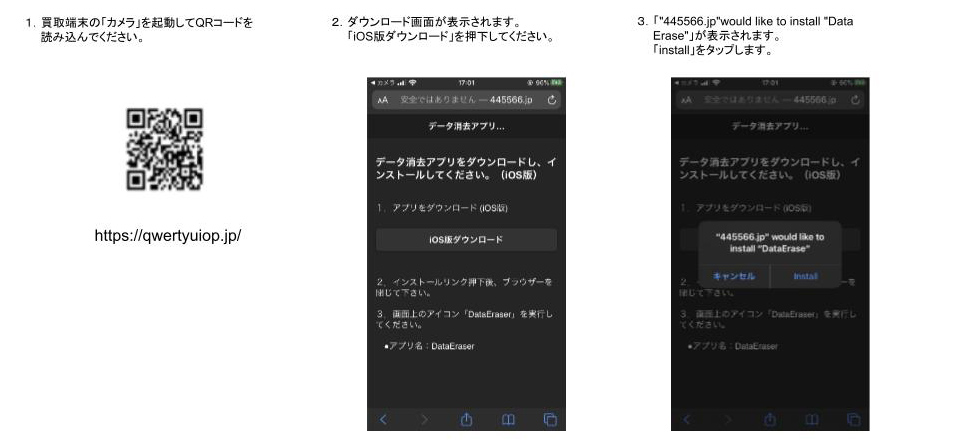 1. 買取端末の「カメラ」を起動してQRコードを
読み込んでください。
https://qwertyuiop.jp/
2. ダウンロード画面が表示されます。
「iOS版ダウンロード」を押下してください。
◀カメラ 17:01 96%
AA 安全ではありません — 445566.jp
データ消去アプリ...
データ消去アプリをダウンロードし、イ
ンストールしてください。（iOS版）
1. アプリをダウンロード (iOS版)
iOS版ダウンロード
2. インストールリンク押下後、ブラウザーを
閉じて下さい。
3. 画面上のアイコン「DataEraser」を実行し
てください。
●アプリ名：DataEraser
3. 「"445566.jp"would like to install "Data
Erase"」が表示されます。
「install」をタップします。
◀カメラ 17:01 96%
AA 安全ではありません — 445566.jp
データ消去アプリ...
データ消去アプリをダウンロードし、イ
ンストールしてください。（iOS版）
1. アプリをダウンロード (iOS版)
"445566.jp" would like to
install "DataErase"
キャンセル Install
2. ーを
閉じて下さい。
3. 画面上のアイコン「DataEraser」を実行し
てください。
●アプリ名：DataEraser